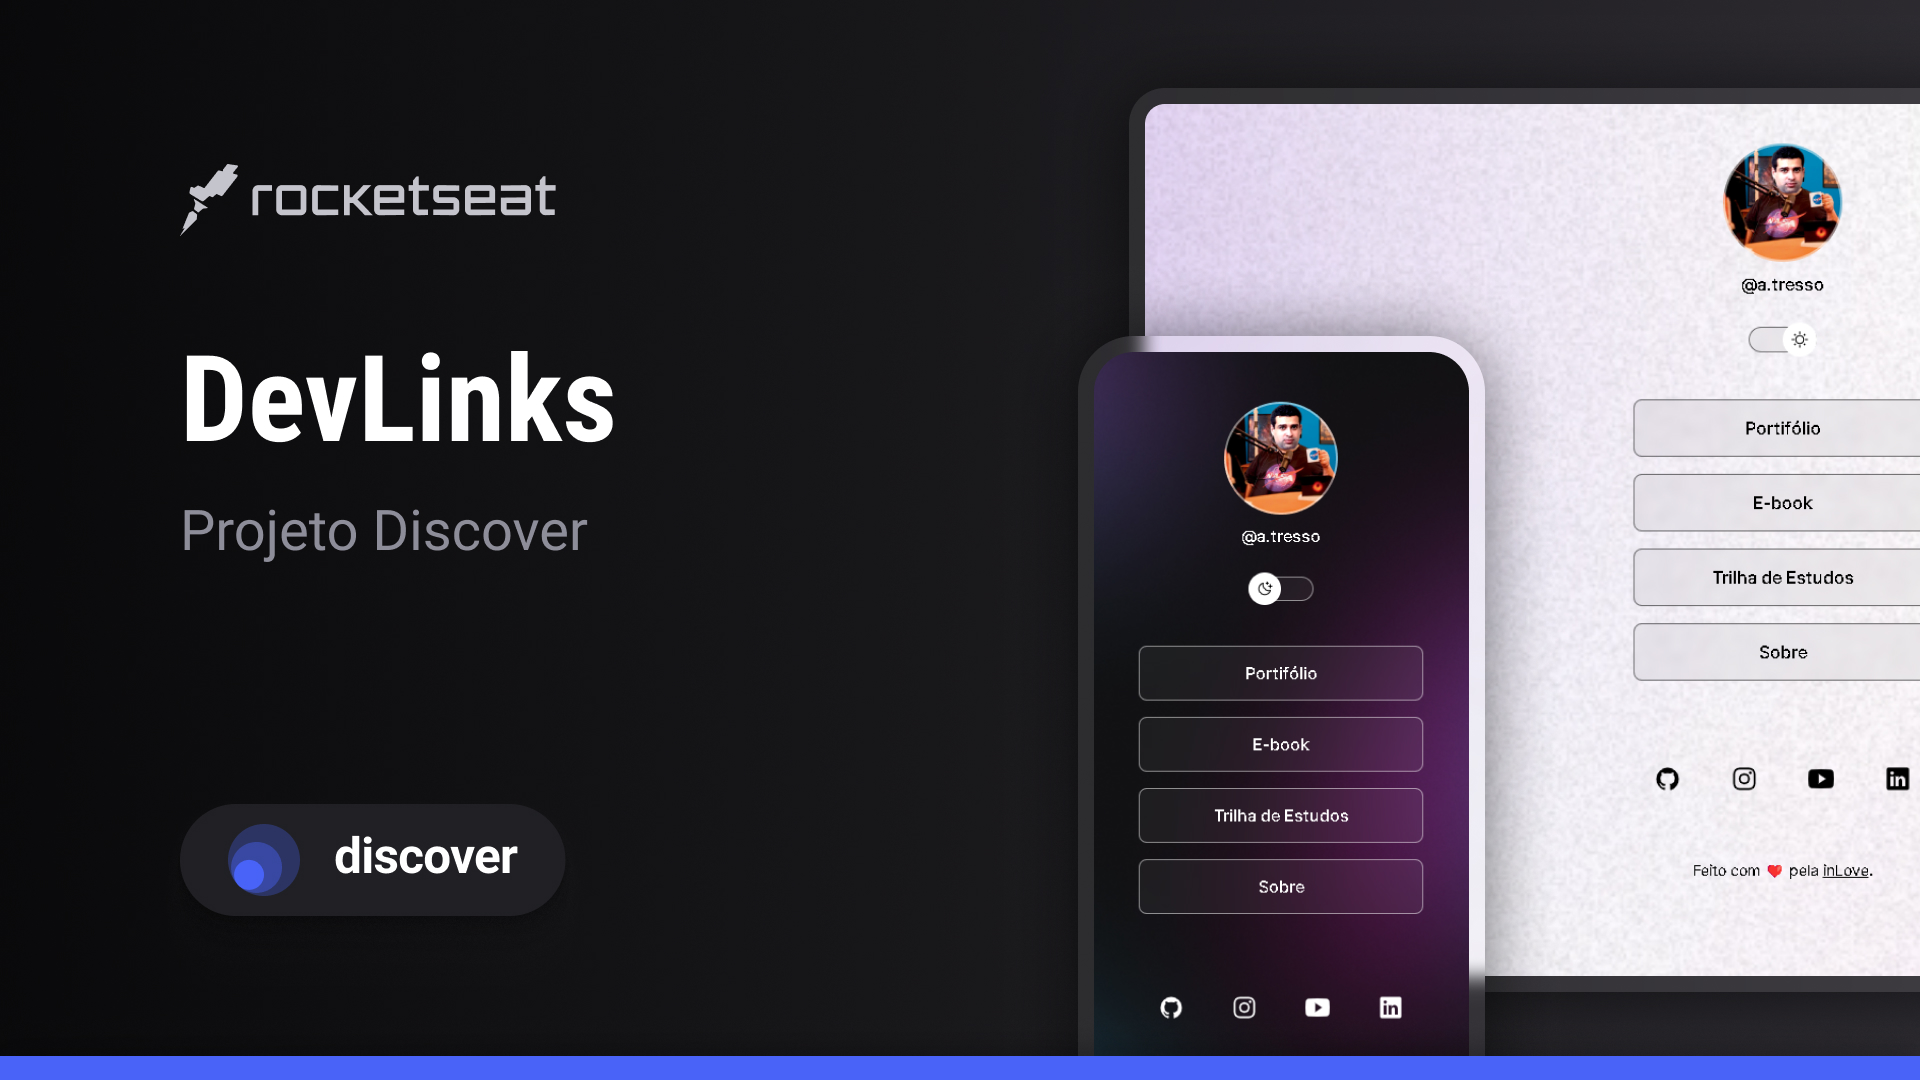 rocketseat
DevLinks
Projeto Discover
discover
@a.tresso
Portifólio
E-book
Trilha de Estudos
Sobre
@a.tresso
Portifólio
E-book
Trilha de Estudos
Sobre
Feito com ❤️ pela inLove.